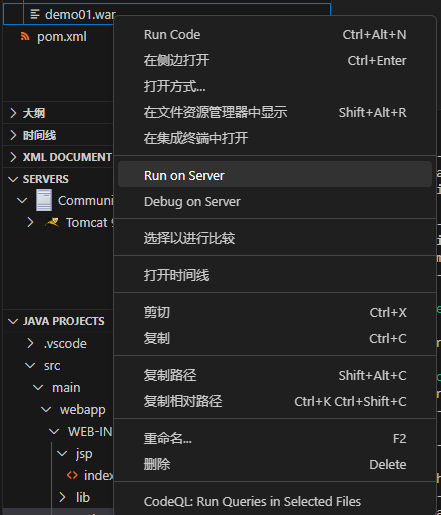 demo01.war
pom.xml
Run Code Ctrl+Alt+N
在侧边打开 Ctrl+Enter
打开方式...
在文件资源管理器中显示 Shift+Alt+R
在集成终端中打开
大纲
时间线
XML DOCUMENT
SERVERS
Run on Server
Communi
Debug on Server
Tomcat 9
选择以进行比较
打开时间线
剪切 Ctrl+X
JAVA PROJECTS
复制 Ctrl+C
.vscode
src
复制路径 Shift+Alt+C
main
复制相对路径 Ctrl+K Ctrl+Shift+C
webapp
WEB-IN
重命名... F2
jsp
删除 Delete
index
lib
CodeQL: Run Queries in Selected Files